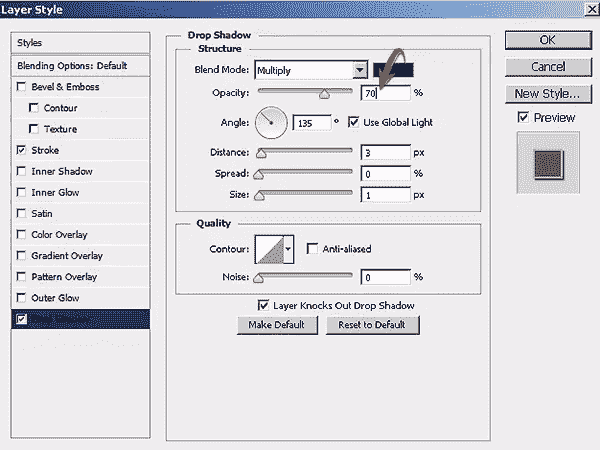 Layer Style
Styles
Blending Options: Default
Bevel & Emboss
Contour
Texture
Stroke
Inner Shadow
Inner Glow
Satin
Color Overlay
Gradient Overlay
Pattern Overlay
Outer Glow
Drop Shadow
Structure
Blend Mode: Multiply
Opacity: 70 %
Angle: 135 ° Use Global Light
Distance: 3 px
Spread: 0 %
Size: 1 px
Quality
Contour: Anti-aliased
Noise: 0 %
Layer Knocks Out Drop Shadow
Make Default Reset to Default
OK
Cancel
New Style...
Preview